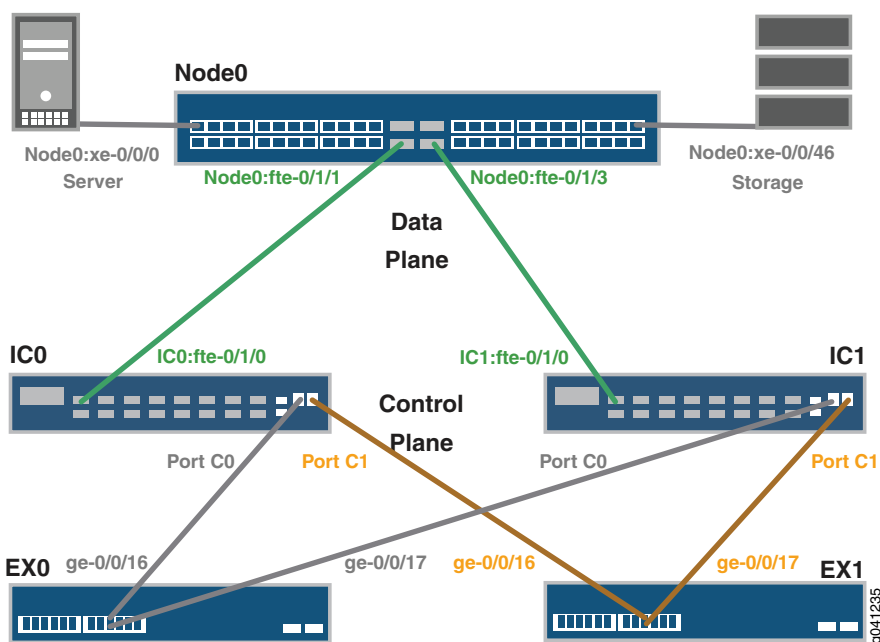 Node0
Node0:xe-0/0/0
Server
Node0:xe-0/0/46
Storage
Node0:fte-0/1/1
Node0:fte-0/1/3
Data
Plane
IC0
IC0:fte-0/1/0
IC1:fte-0/1/0
IC1
Control
Plane
Port C0
Port C1
Port C0
Port C1
EX0
ge-0/0/16
ge-0/0/17
ge-0/0/16
ge-0/0/17
EX1
g041235